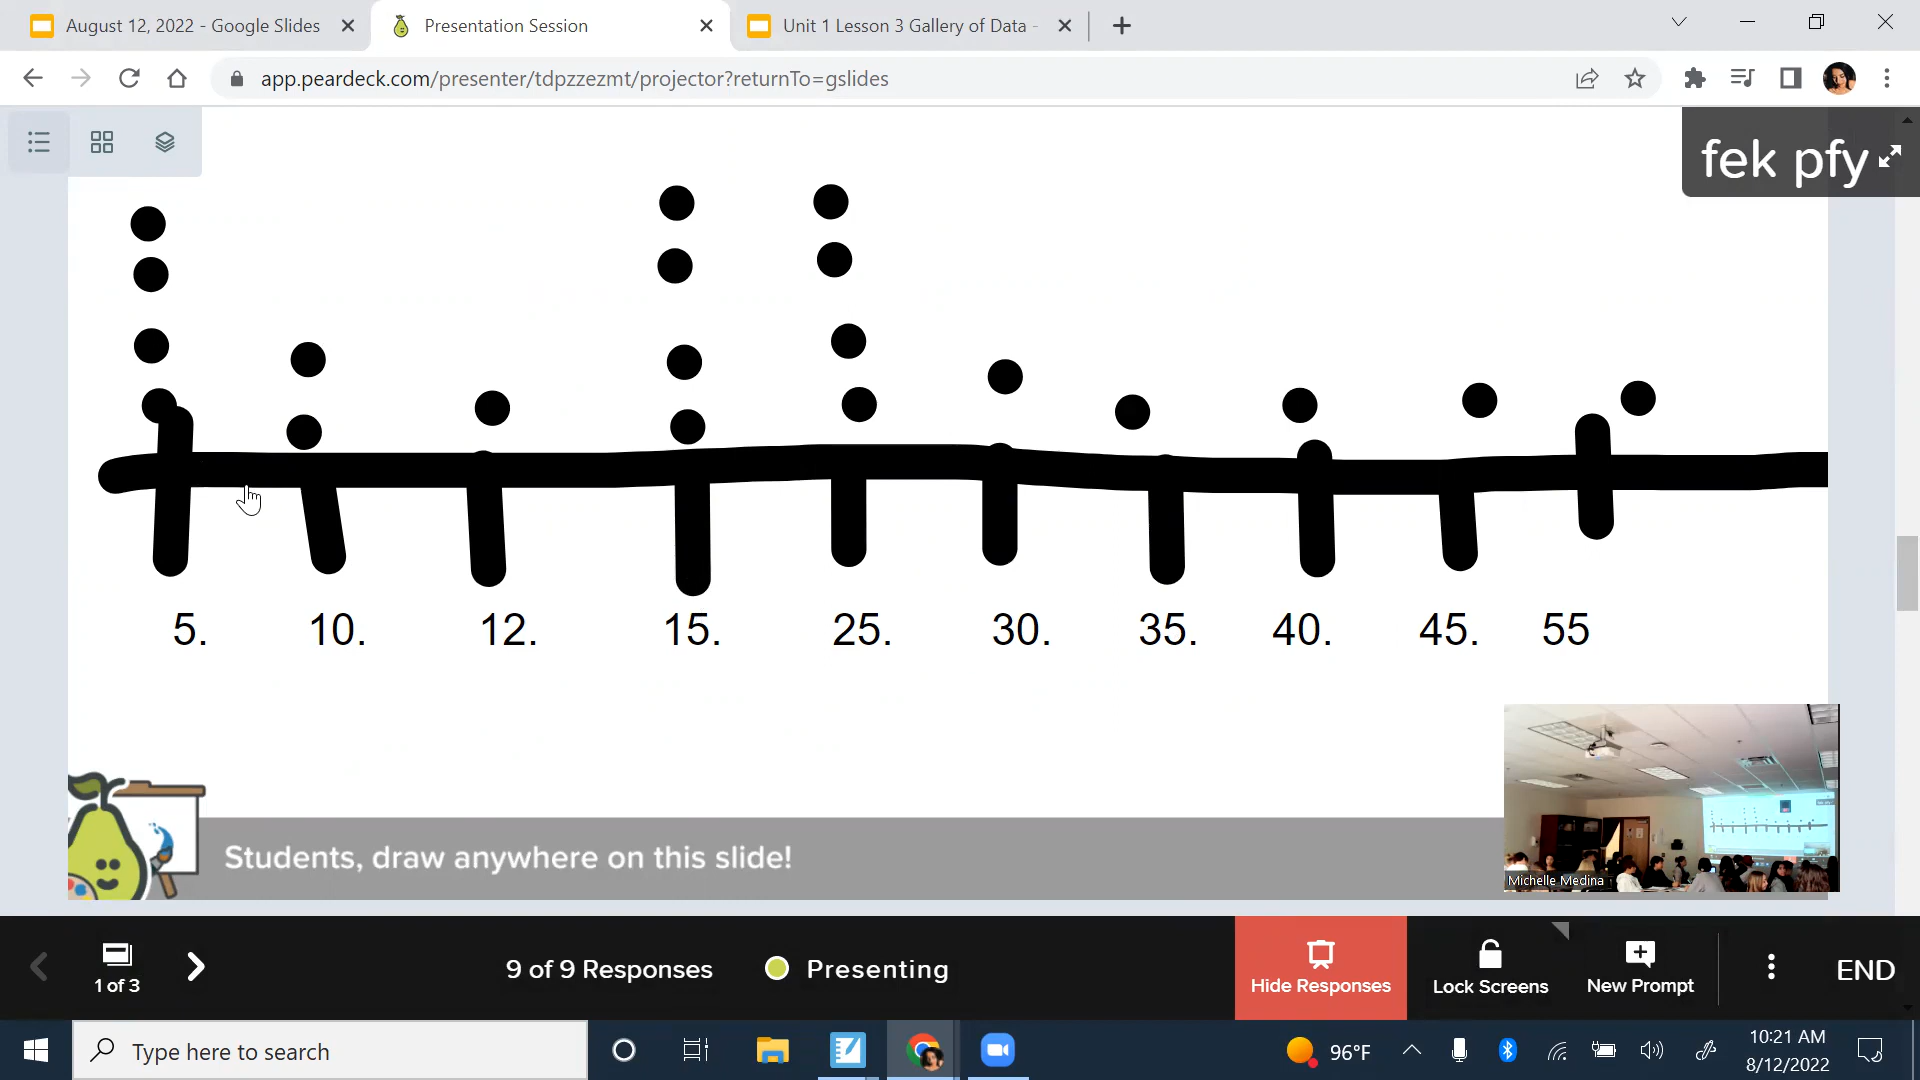 August 12, 2022 - Google Slides
Presentation Session
Unit 1 Lesson 3 Gallery of Data -
app.peardeck.com/presenter/tdpzzezmt/projector?returnTo=gslides
fek pfy
5. 10. 12. 15. 25. 30. 35. 40. 45. 55
Students, draw anywhere on this slide!
Michelle Medina
1 of 3
9 of 9 Responses
Presenting
Hide Responses
Lock Screens
New Prompt
END
Type here to search
96°F
10:21 AM
8/12/2022